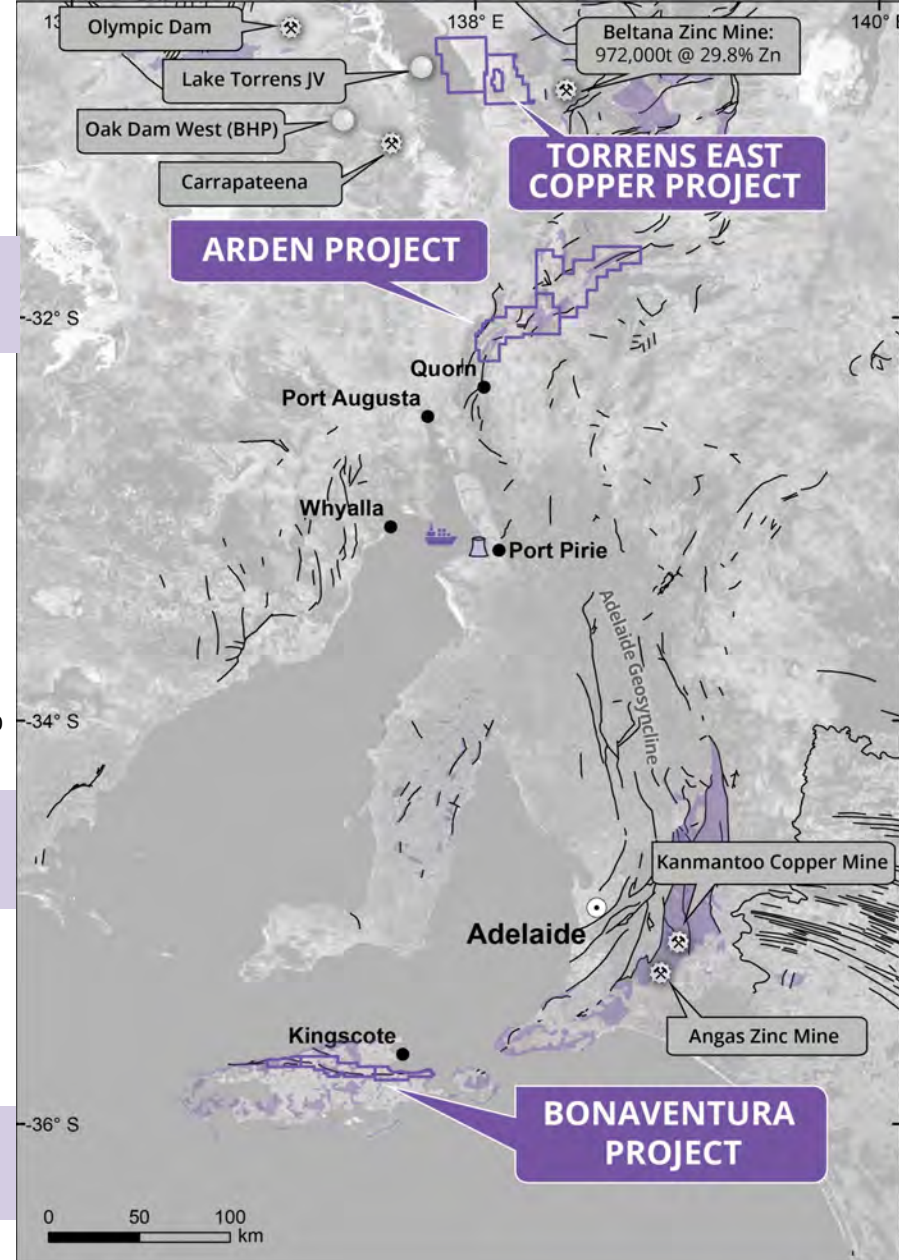 13
138° E
140° E
Olympic Dam
Beltana Zinc Mine:
972,000t @ 29.8% Zn
Lake Torrens JV
Oak Dam West (BHP)
Carrapateena
TORRENS EAST
COPPER PROJECT
ARDEN PROJECT
-32° S
Quorn
Port Augusta
Whyalla
Port Pirie
Adelaide Geosyncline
-34° S
Kanmantoo Copper Mine
Adelaide
Angas Zinc Mine
Kingscote
BONAVENTURA
PROJECT
-36° S
0 50 100
km